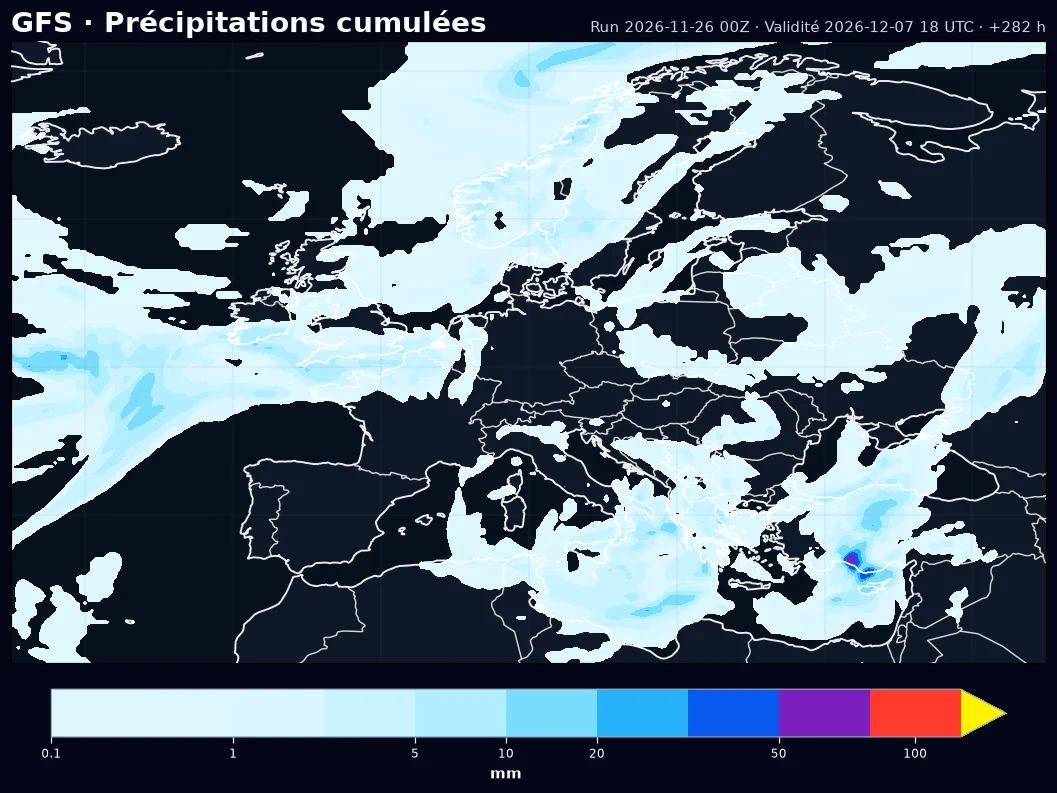 GFS · Précipitations cumulées
Run 2026-11-26 00Z · Validité 2026-12-07 18 UTC · +282 h
0.1 1 5 10 20 50 100
mm